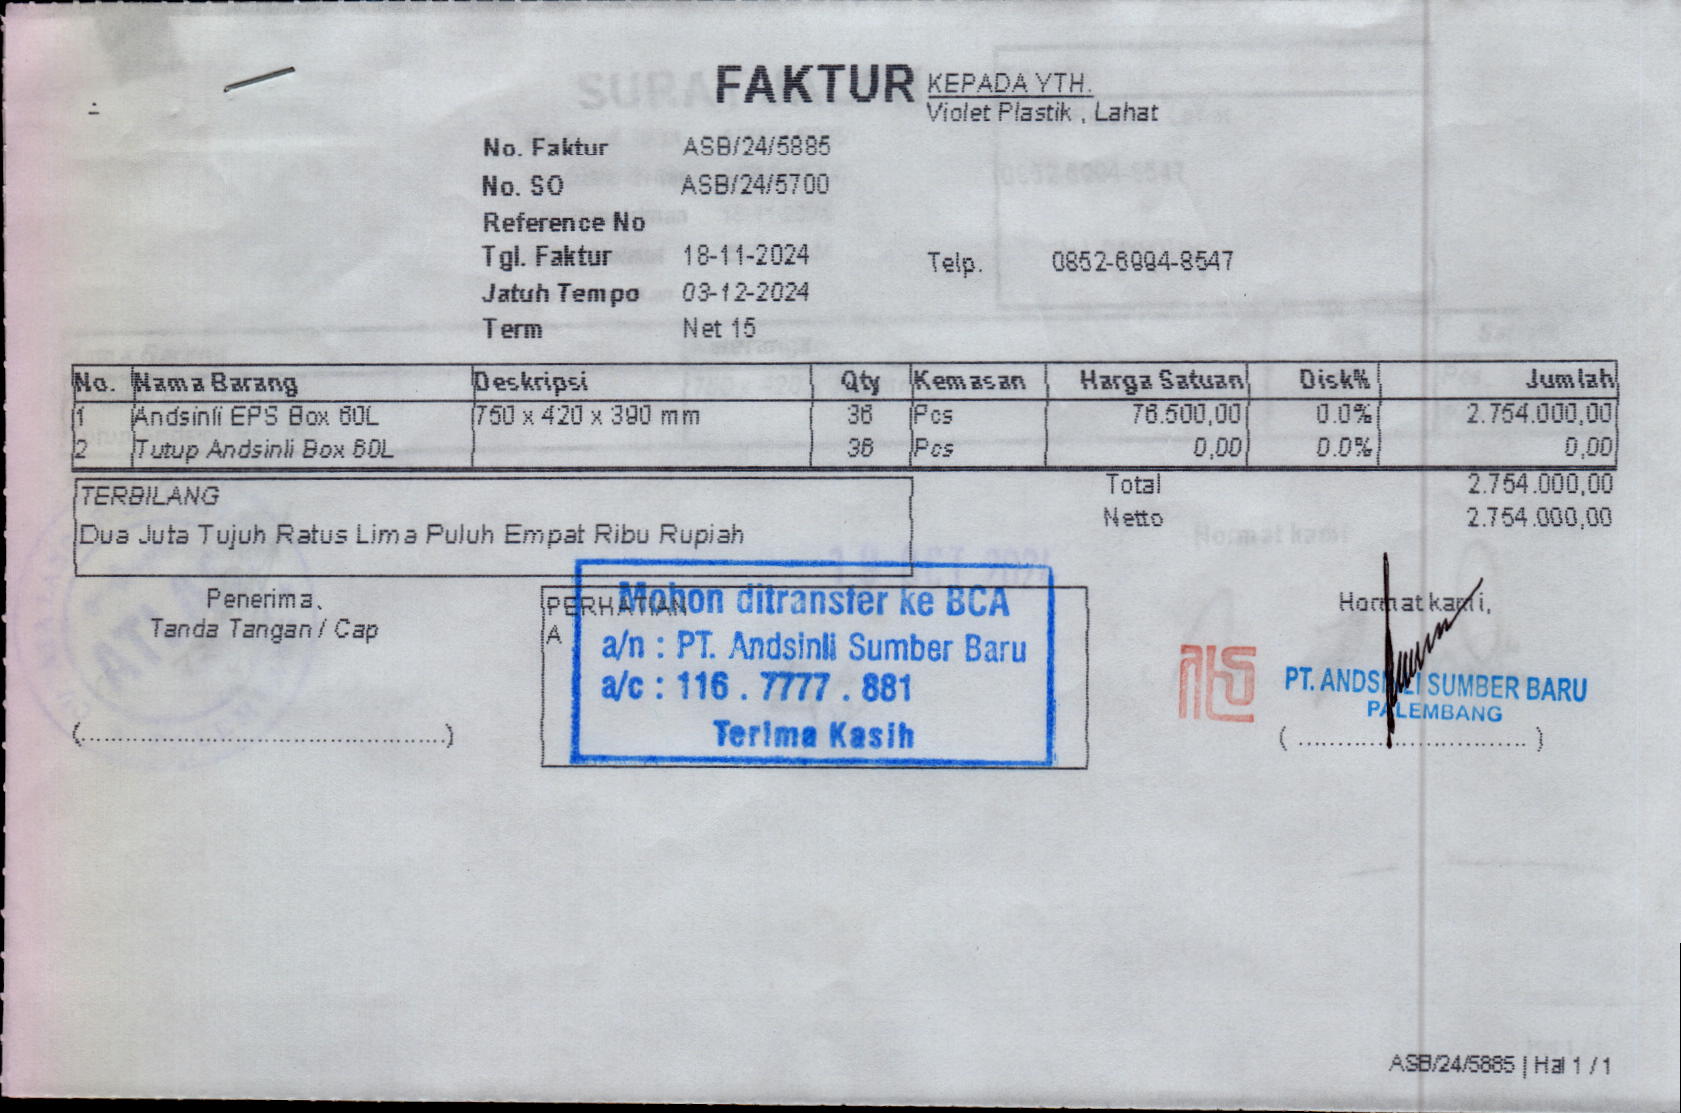 FAKTUR
KEPADA YTH.
Violet Plastik , Lahat
No. Faktur ASB/24/5885
No. SO ASB/24/5700
Reference No
Tgl. Faktur 18-11-2024
Telp. 0852-6994-8547
Jatuh Tempo 03-12-2024
Term Net 15
No. Nama Barang Deskripsi Qty Kemasan Harga Satuan Disk% Jumlah
1 Andsinli EPS Box 60L 750 x 420 x 390 mm 36 Pcs 76.500,00 0.0% 2.754.000,00
2 Tutup Andsinli Box 60L 36 Pcs 0,00 0.0% 0,00
Total 2.754.000,00
Netto 2.754.000,00
TERBILANG
Dua Juta Tujuh Ratus Lima Puluh Empat Ribu Rupiah
Penerima,
Tanda Tangan / Cap
(..............................................)
PERHATIAN
A
Mohon ditransfer ke BCA
a/n : PT. Andsinli Sumber Baru
a/c : 116 . 7777 . 881
Terima Kasih
Hormat kami,
PT. ANDSINLI SUMBER BARU
PALEMBANG
( ............................. )
ASB/24/5885 | Hal 1 / 1